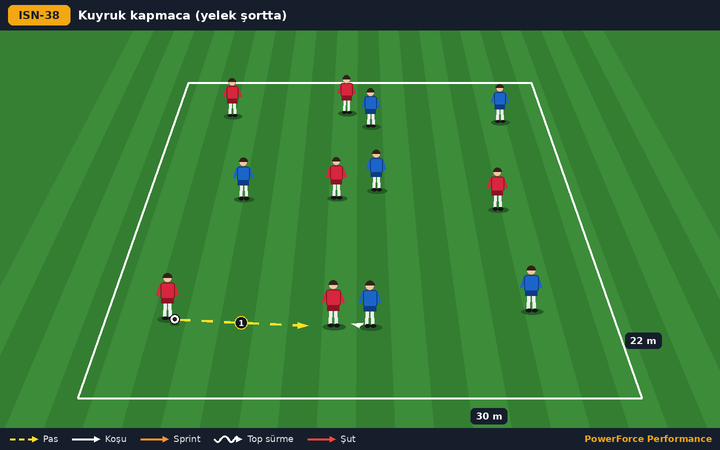 ISN-38 Kuyruk kapmaca (yelek şortta)
1
22 m
30 m
Pas Koşu Sprint Top sürme Şut PowerForce Performance